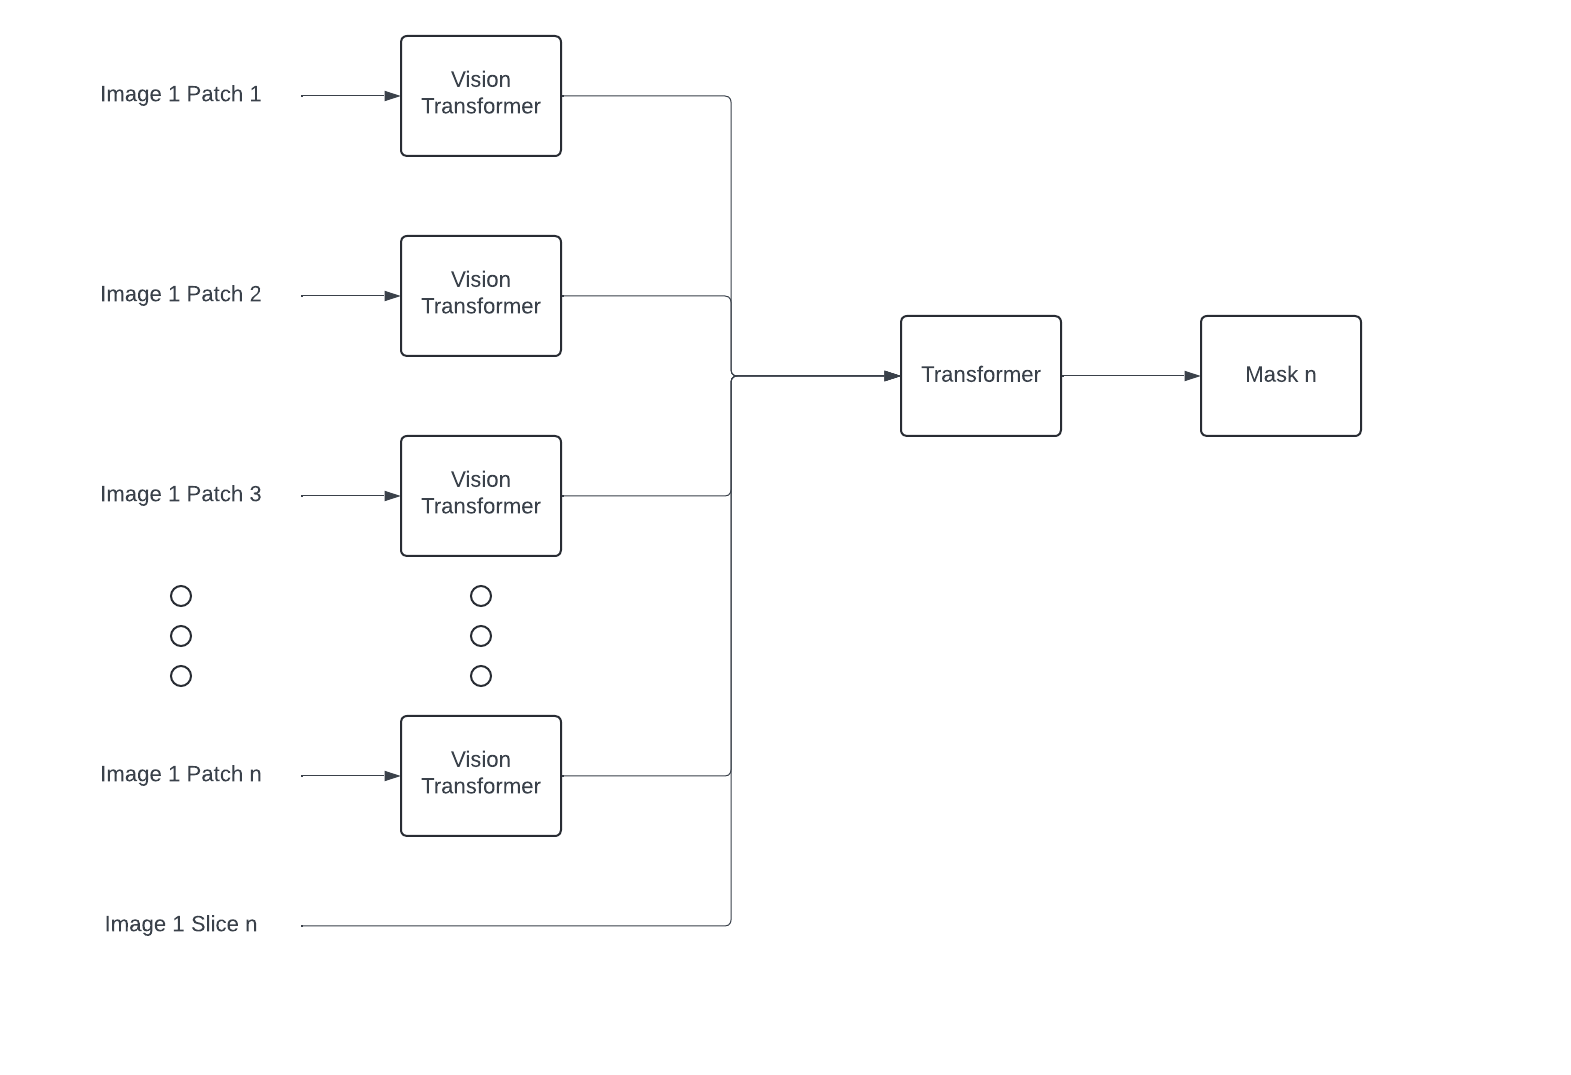 Image 1 Patch 1
Vision
Transformer
Image 1 Patch 2
Vision
Transformer
Transformer
Mask n
Image 1 Patch 3
Vision
Transformer
Image 1 Patch n
Vision
Transformer
Image 1 Slice n